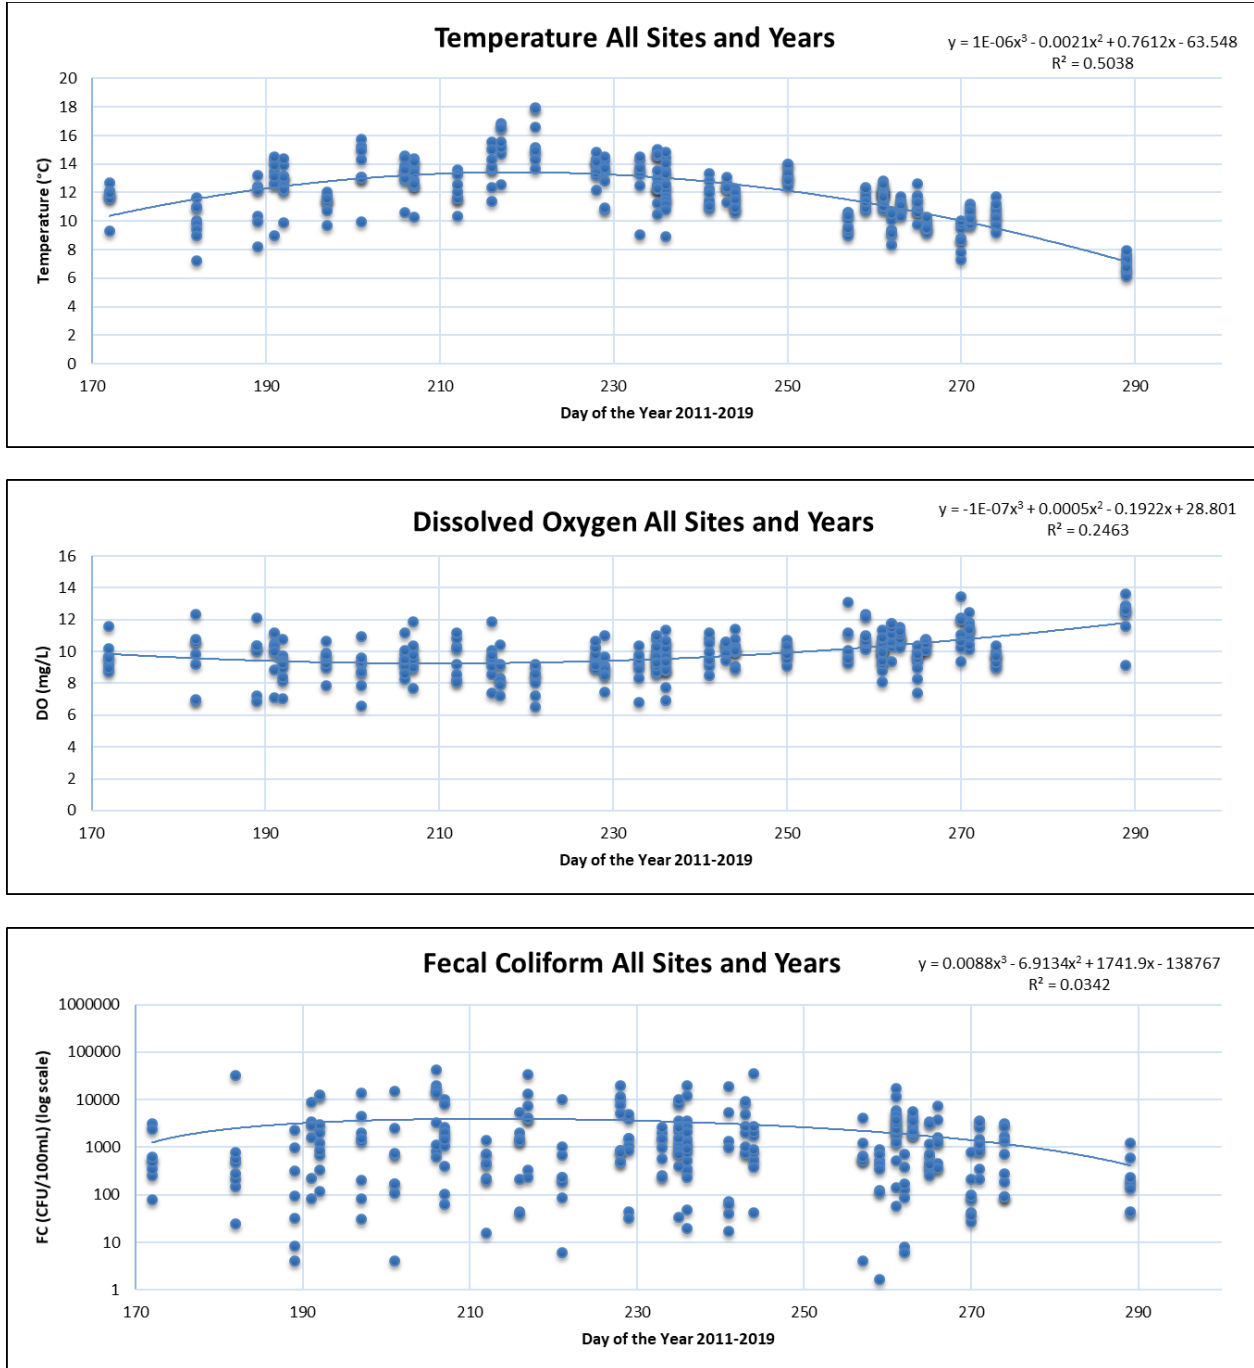 Temperature All Sites and Years
y = 1E-06x³ - 0.0021x² + 0.7612x - 63.548
R² = 0.5038
Temperature (°C)
20
18
16
14
12
10
8
6
4
2
0
170 190 210 230 250 270 290
Day of the Year 2011-2019
Dissolved Oxygen All Sites and Years
y = -1E-07x³ + 0.0005x² - 0.1922x + 28.801
R² = 0.2463
DO (mg/L)
16
14
12
10
8
6
4
2
0
170 190 210 230 250 270 290
Day of the Year 2011-2019
Fecal Coliform All Sites and Years
y = 0.0088x³ - 6.9134x² + 1741.9x - 138767
R² = 0.0342
FC (CFU/100mL) (log scale)
1000000
100000
10000
1000
100
10
1
170 190 210 230 250 270 290
Day of the Year 2011-2019